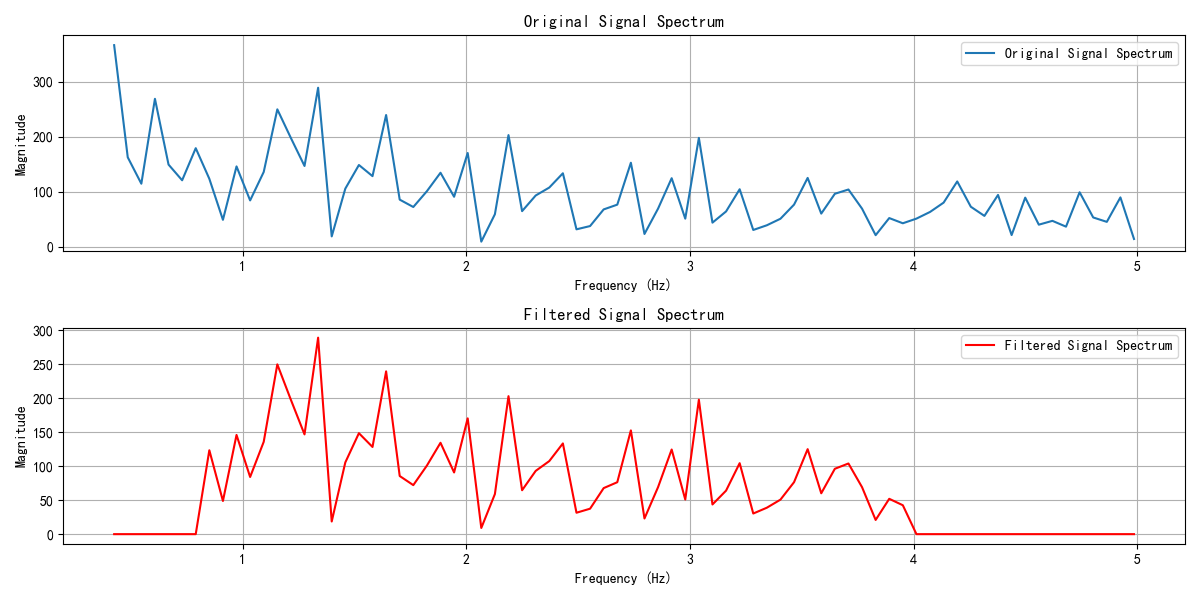 Original Signal Spectrum
Original Signal Spectrum
Magnitude
300
200
100
0
1 2 3 4 5
Frequency (Hz)
Filtered Signal Spectrum
Filtered Signal Spectrum
Magnitude
300
250
200
150
100
50
0
1 2 3 4 5
Frequency (Hz)